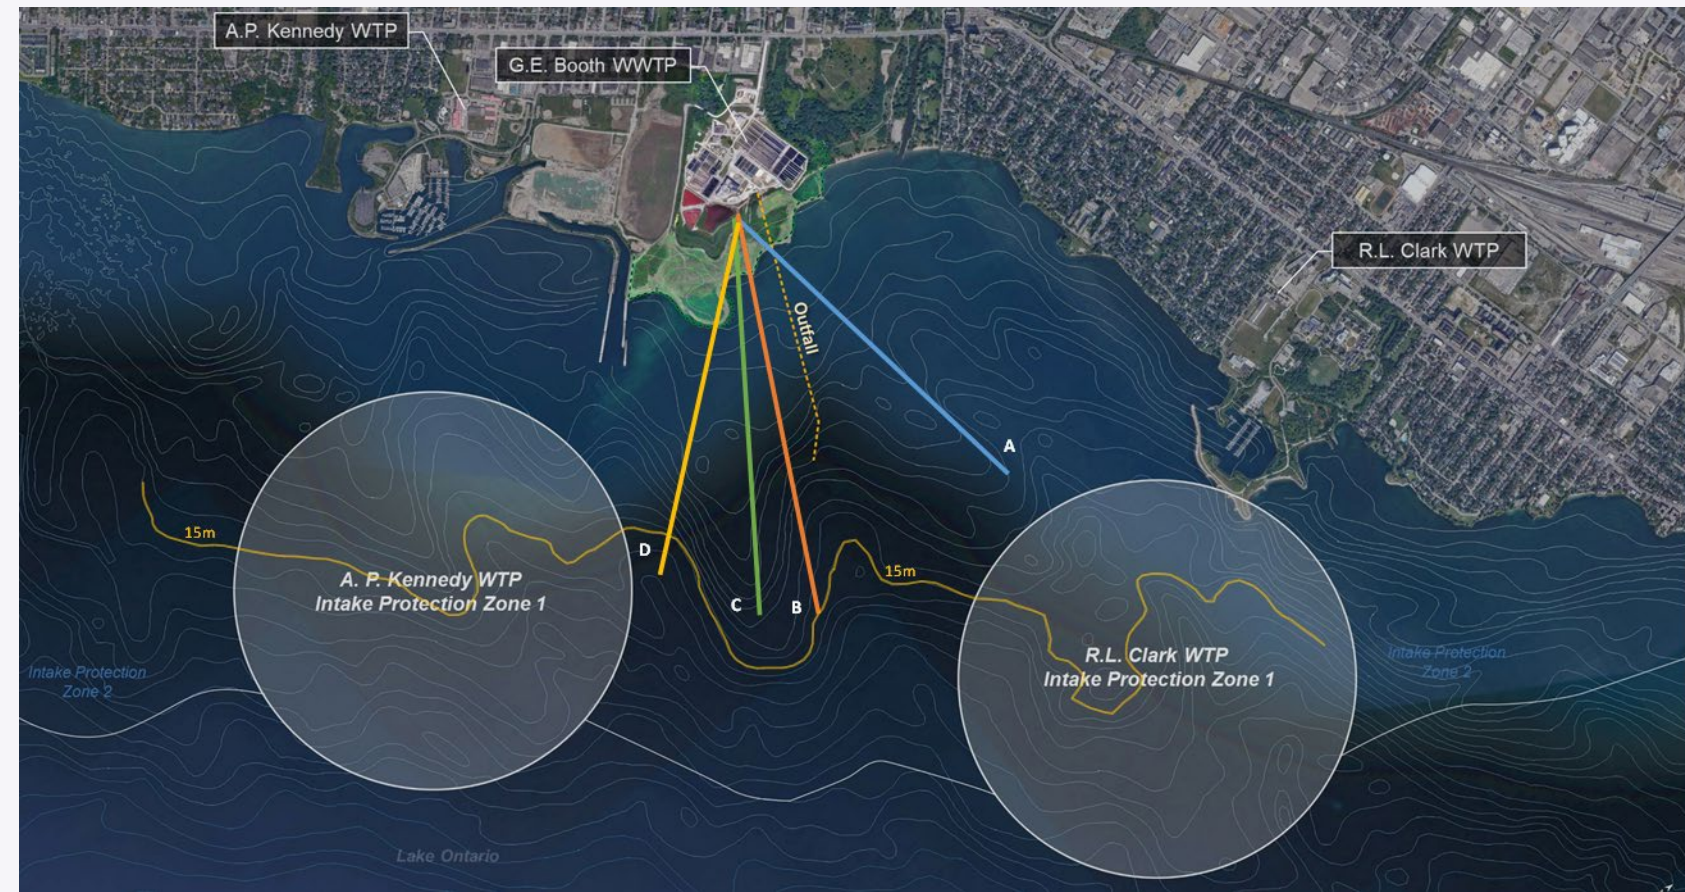 A.P. Kennedy WTP
G.E. Booth WWTP
R.L. Clark WTP
Outfall
A
15m
D
A. P. Kennedy WTP
Intake Protection Zone 1
15m
C
B
R.L. Clark WTP
Intake Protection Zone 1
Intake Protection
Zone 2
Intake Protection
Zone 2
Lake Ontario